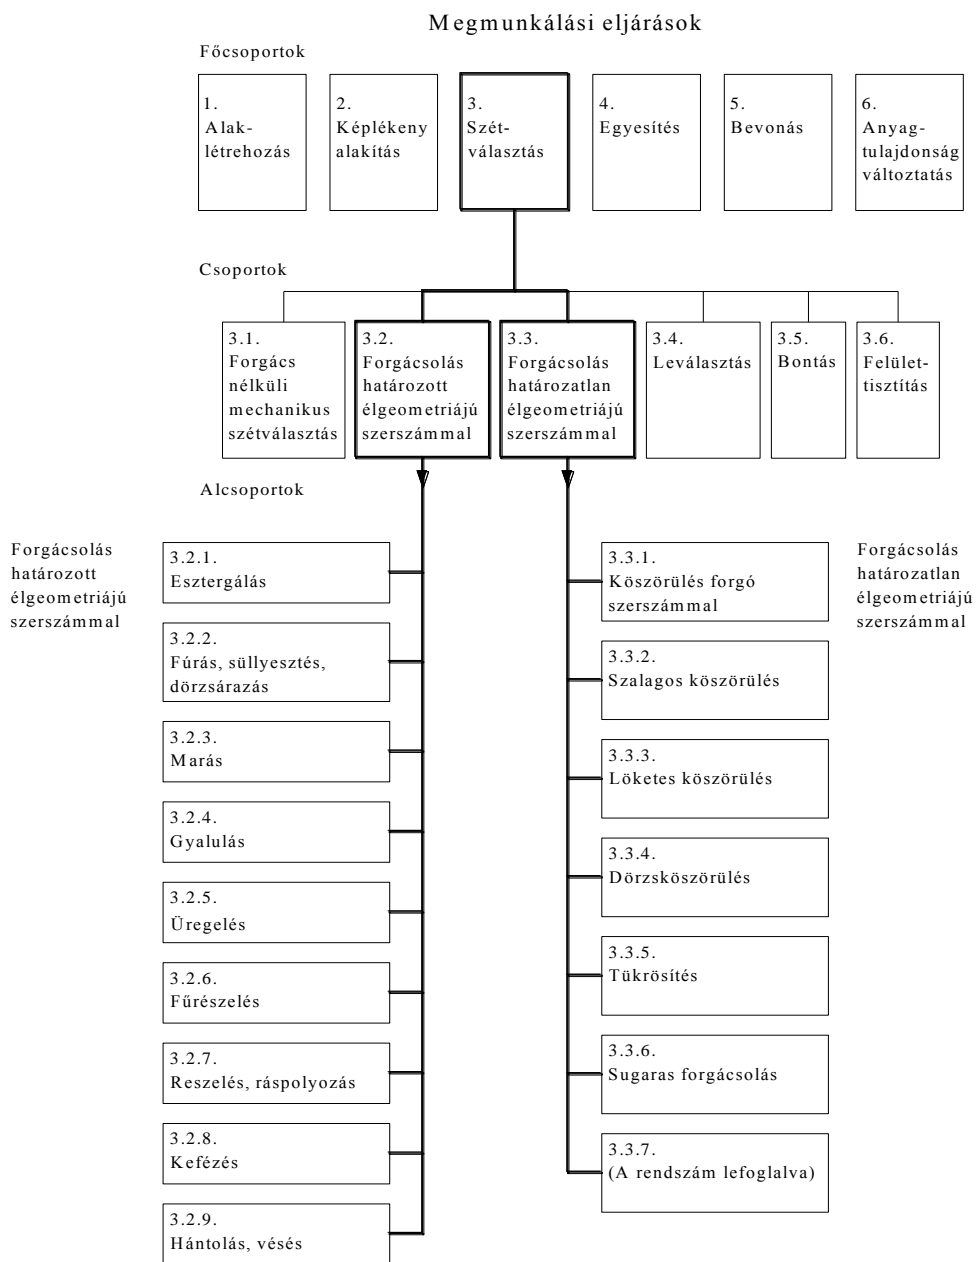 Megmunkálási eljárások
Főcsoportok
1.
Alak-
létrehozás
2.
Képlékeny
alakítás
3.
Szét-
választás
4.
Egyesítés
5.
Bevonás
6.
Anyag-
tulajdonság
változtatás
Csoportok
3.1.
Forgács
nélküli
mechanikus
szétválasztás
3.2.
Forgácsolás
határozott
élgeometriájú
szerszámmal
3.3.
Forgácsolás
határozatlan
élgeometriájú
szerszámmal
3.4.
Leválasztás
3.5.
Bontás
3.6.
Felület-
tisztítás
Alcsoportok
Forgácsolás
határozott
élgeometriájú
szerszámmal
3.2.1.
Esztergálás
3.2.2.
Fúrás, süllyesztés,
dörzsárazás
3.2.3.
Marás
3.2.4.
Gyalulás
3.2.5.
Üregelés
3.2.6.
Fűrészelés
3.2.7.
Reszelés, ráspolyozás
3.2.8.
Kefézés
3.2.9.
Hántolás, vésés
3.3.1.
Köszörülés forgó
szerszámmal
3.3.2.
Szalagos köszörülés
3.3.3.
Löketes köszörülés
3.3.4.
Dörzsköszörülés
3.3.5.
Tükrösítés
3.3.6.
Sugaras forgácsolás
3.3.7.
(A rendszám lefoglalva)
Forgácsolás
határozatlan
élgeometriájú
szerszámmal